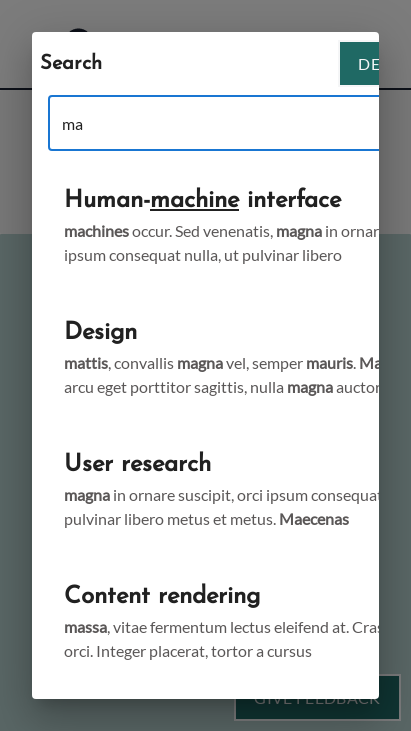 Search
DE
ma
Human-machine interface
machines occur. Sed venenatis, magna in ornar
ipsum consequat nulla, ut pulvinar libero
Design
mattis, convallis magna vel, semper mauris. Ma
arcu eget porttitor sagittis, nulla magna auctor
User research
magna in ornare suscipit, orci ipsum consequat
pulvinar libero metus et metus. Maecenas
Content rendering
massa, vitae fermentum lectus eleifend at. Cras
orci. Integer placerat, tortor a cursus
GIVE FEEDBACK